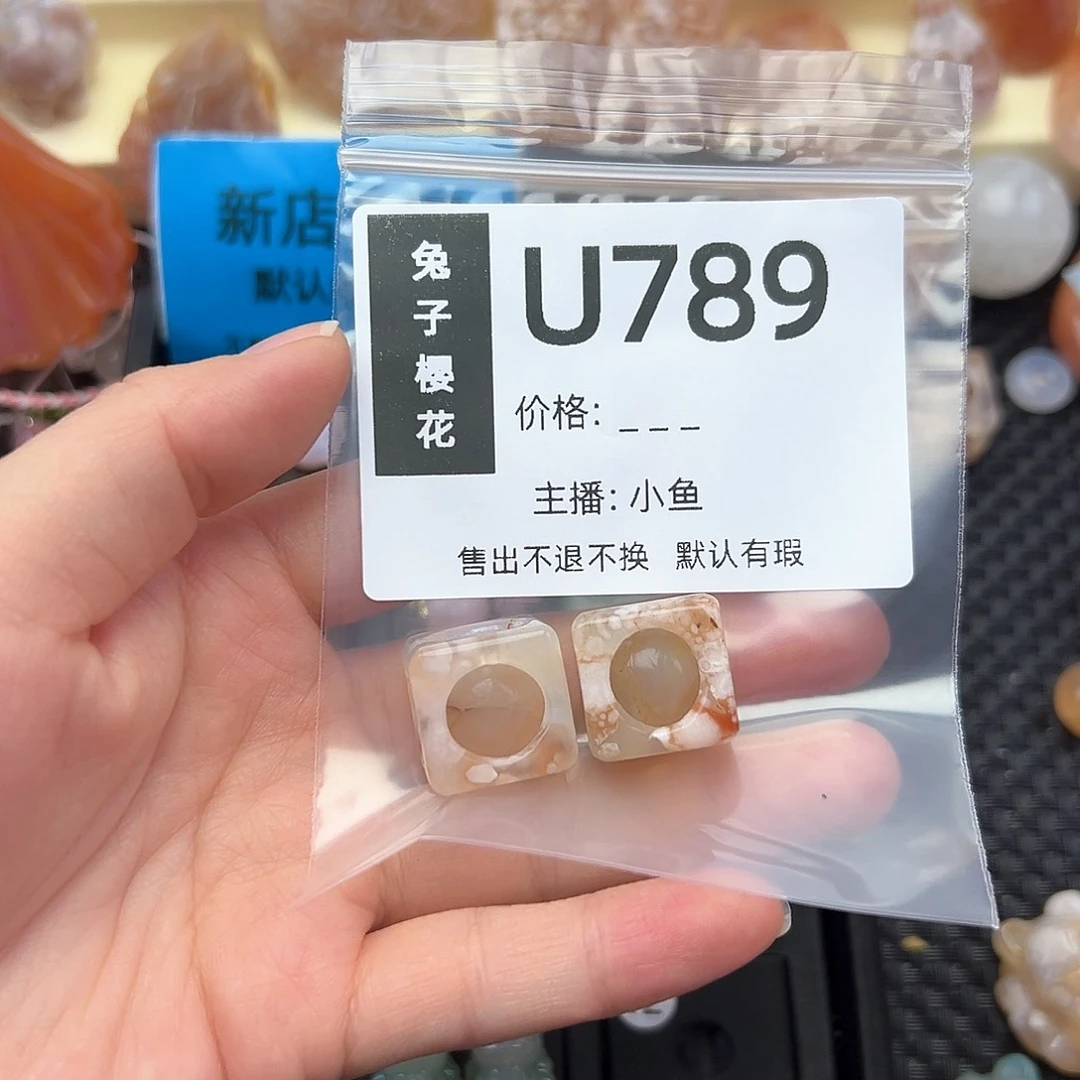 新店
默认
兔子樱花
U789
价格: _ _ _
主播: 小鱼
售出不退不换 默认有瑕